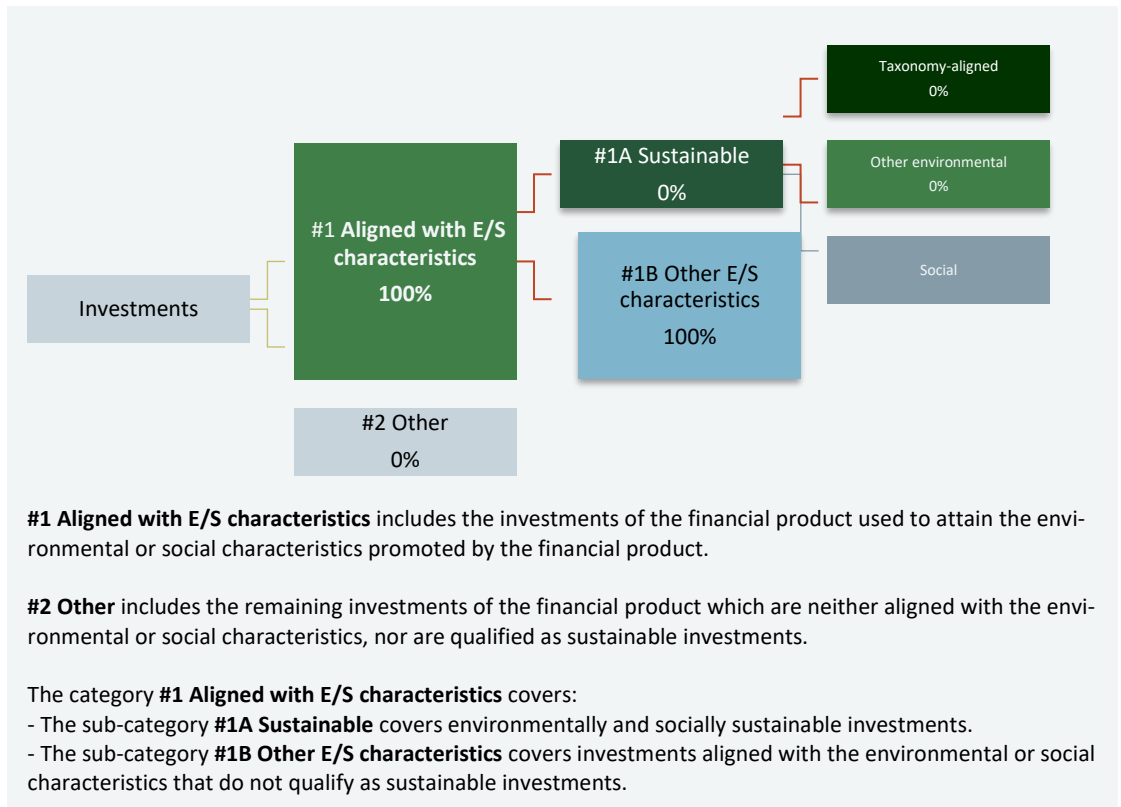 Taxonomy-aligned
0%
#1A Sustainable
0%
Other environmental
0%
#1 Aligned with E/S
characteristics
100%
#1B Other E/S
characteristics
100%
Social
Investments
#2 Other
0%
#1 Aligned with E/S characteristics includes the investments of the financial product used to attain the envi-
ronmental or social characteristics promoted by the financial product.
#2 Other includes the remaining investments of the financial product which are neither aligned with the envi-
ronmental or social characteristics, nor are qualified as sustainable investments.
The category #1 Aligned with E/S characteristics covers:
- The sub-category #1A Sustainable covers environmentally and socially sustainable investments.
- The sub-category #1B Other E/S characteristics covers investments aligned with the environmental or social
characteristics that do not qualify as sustainable investments.